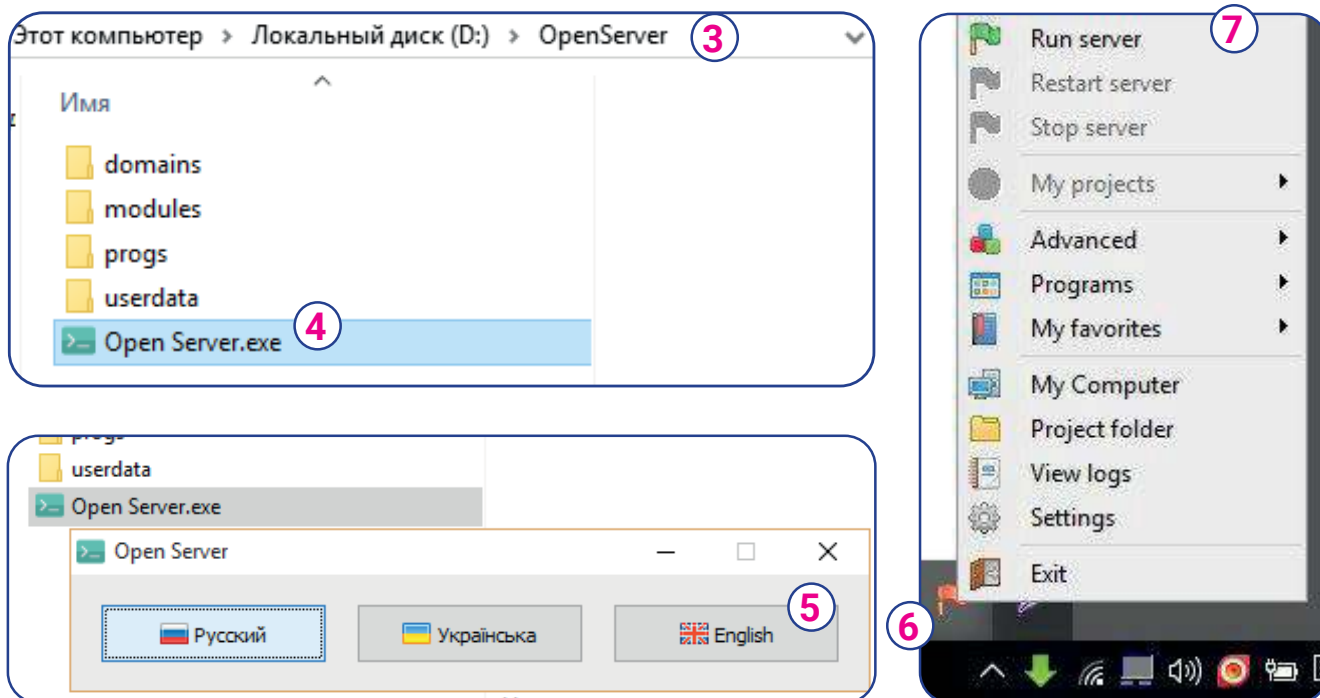 Этот компьютер > Локальный диск (D:) > OpenServer 3
Имя
domains
modules
progs
userdata
4
Open Server.exe
userdata
Open Server.exe
Open Server
5
Русский Українська English
7
Run server
Restart server
Stop server
My projects
Advanced
Programs
My favorites
My Computer
Project folder
View logs
Settings
Exit
6